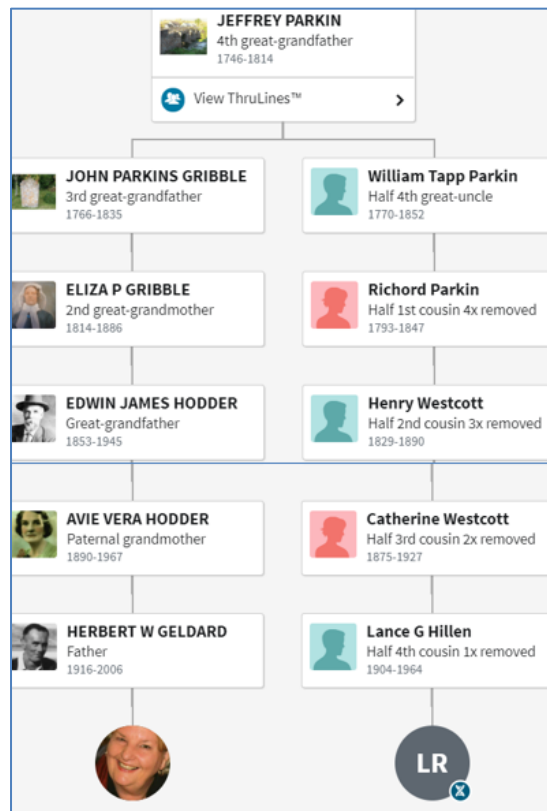 JEFFREY PARKIN
4th great-grandfather
1746-1814
View ThruLines™
JOHN PARKINS GRIBBLE
3rd great-grandfather
1766-1835
William Tapp Parkin
Half 4th great-uncle
1770-1852
ELIZA P GRIBBLE
2nd great-grandmother
1814-1886
Richord Parkin
Half 1st cousin 4x removed
1793-1847
EDWIN JAMES HODDER
Great-grandfather
1853-1945
Henry Westcott
Half 2nd cousin 3x removed
1829-1890
AVIE VERA HODDER
Paternal grandmother
1890-1967
Catherine Westcott
Half 3rd cousin 2x removed
1875-1927
HERBERT W GELDARD
Father
1916-2006
Lance G Hillen
Half 4th cousin 1x removed
1904-1964
LR